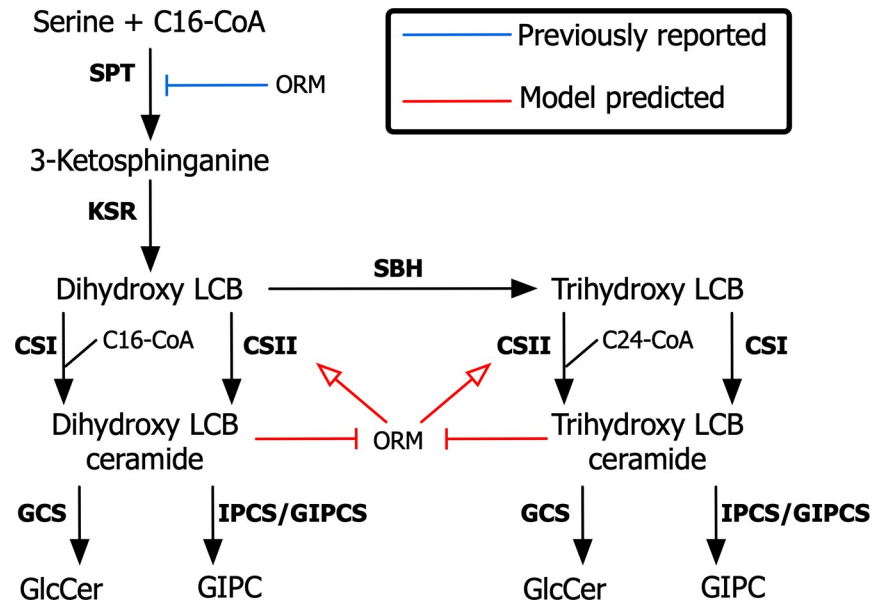 Serine + C16-CoA
Previously reported
SPT
ORM
Model predicted
3-Ketosphinganine
KSR
SBH
Dihydroxy LCB
Trihydroxy LCB
CSI
C16-CoA
CSII
CSII
C24-CoA
CSI
Dihydroxy LCB
ceramide
ORM
Trihydroxy LCB
ceramide
GCS
IPCS/GIPCS
GCS
IPCS/GIPCS
GlcCer
GIPC
GlcCer
GIPC